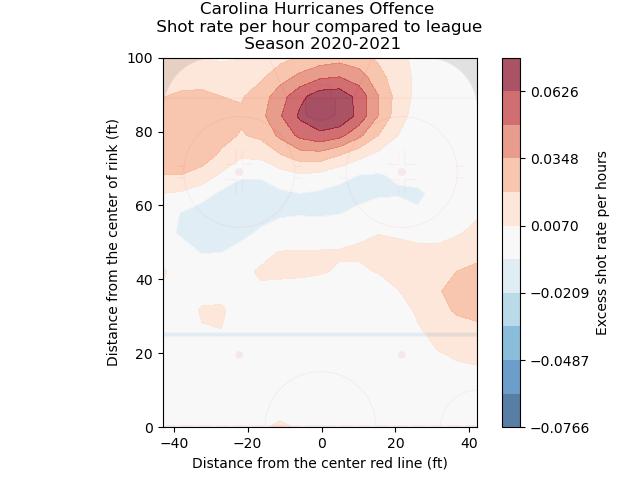 Carolina Hurricanes Offence
Shot rate per hour compared to league
Season 2020-2021
100
80
60
40
20
0
−40
−20
0
20
40
Distance from the center of rink (ft)
Distance from the center red line (ft)
0.0626
0.0348
0.0070
−0.0209
−0.0487
−0.0766
Excess shot rate per hours